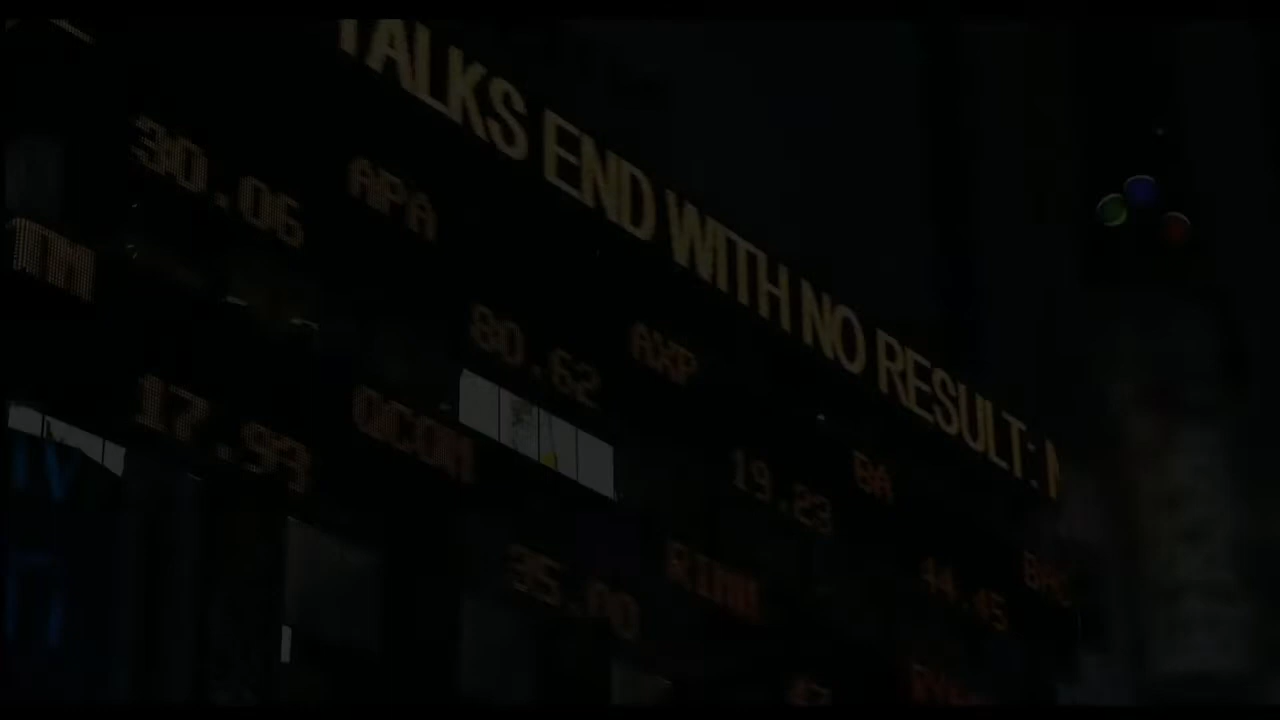 TALKS END WITH NO RESULT:
30.06 APA
80.62 AXP
19.23 BA
44.45
17.99 QCOM
35.00